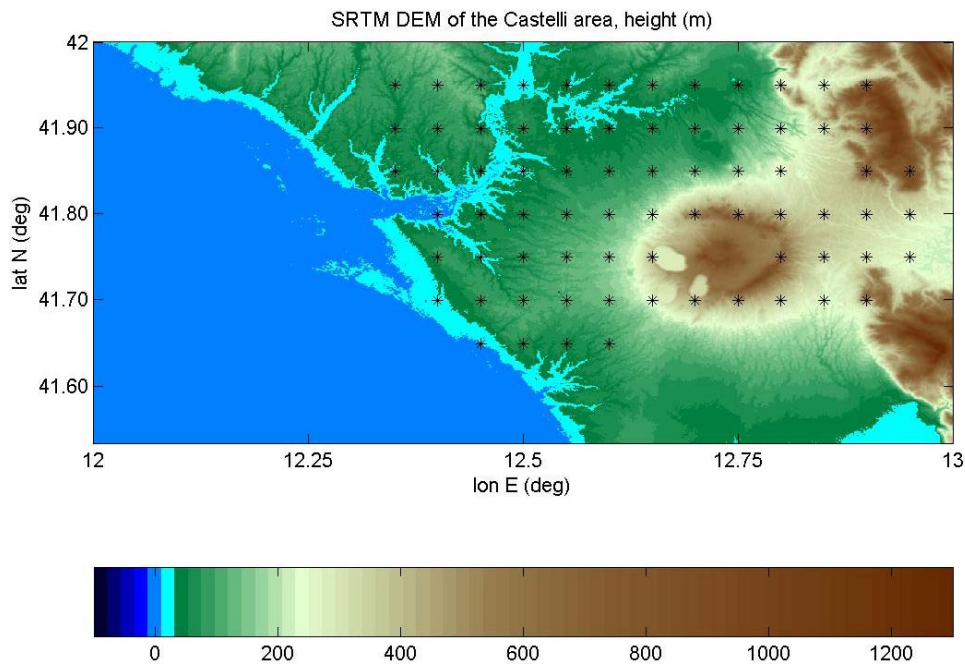 SRTM DEM of the Castelli area, height (m)
42
41.90
41.80
41.70
41.60
lat N (deg)
12 12.25 12.5 12.75 13
lon E (deg)
0 200 400 600 800 1000 1200